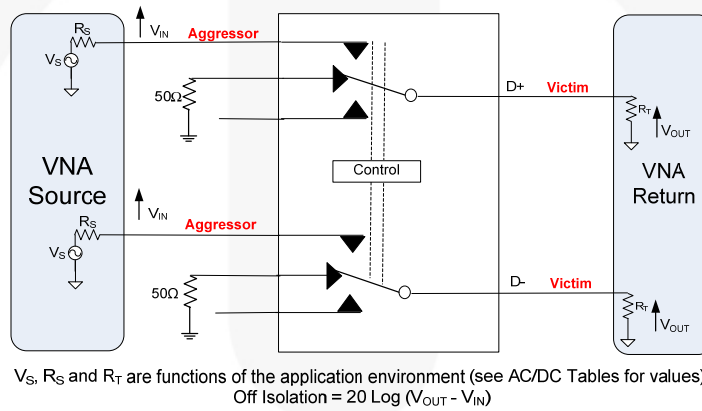 RS
VIN
Aggressor
VS
50Ω
D+
Victim
RT
VOUT
VNA
Source
Control
VNA
Return
RS
VIN
Aggressor
VS
50Ω
D-
Victim
RT
VOUT
VS, RS and RT are functions of the application environment (see AC/DC Tables for values)
Off Isolation = 20 Log (VOUT - VIN)